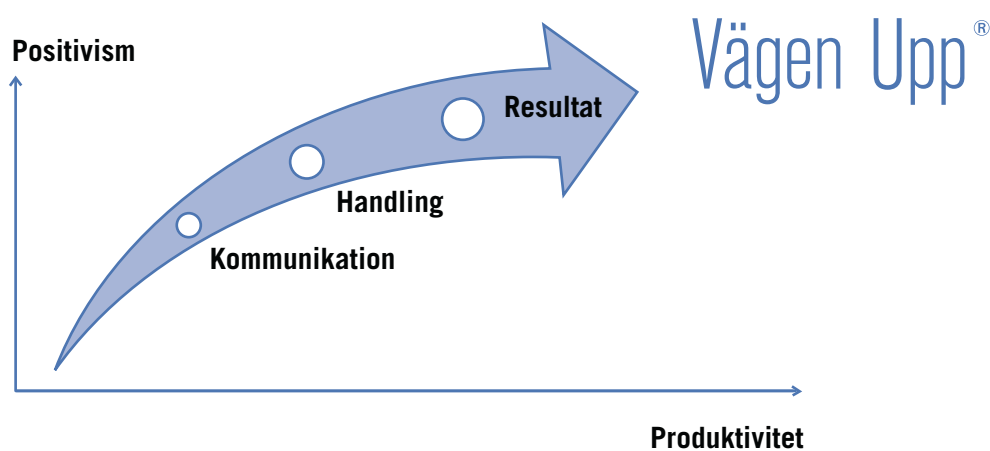 Vägen Upp®
Positivism
Resultat
Handling
Kommunikation
Produktivitet